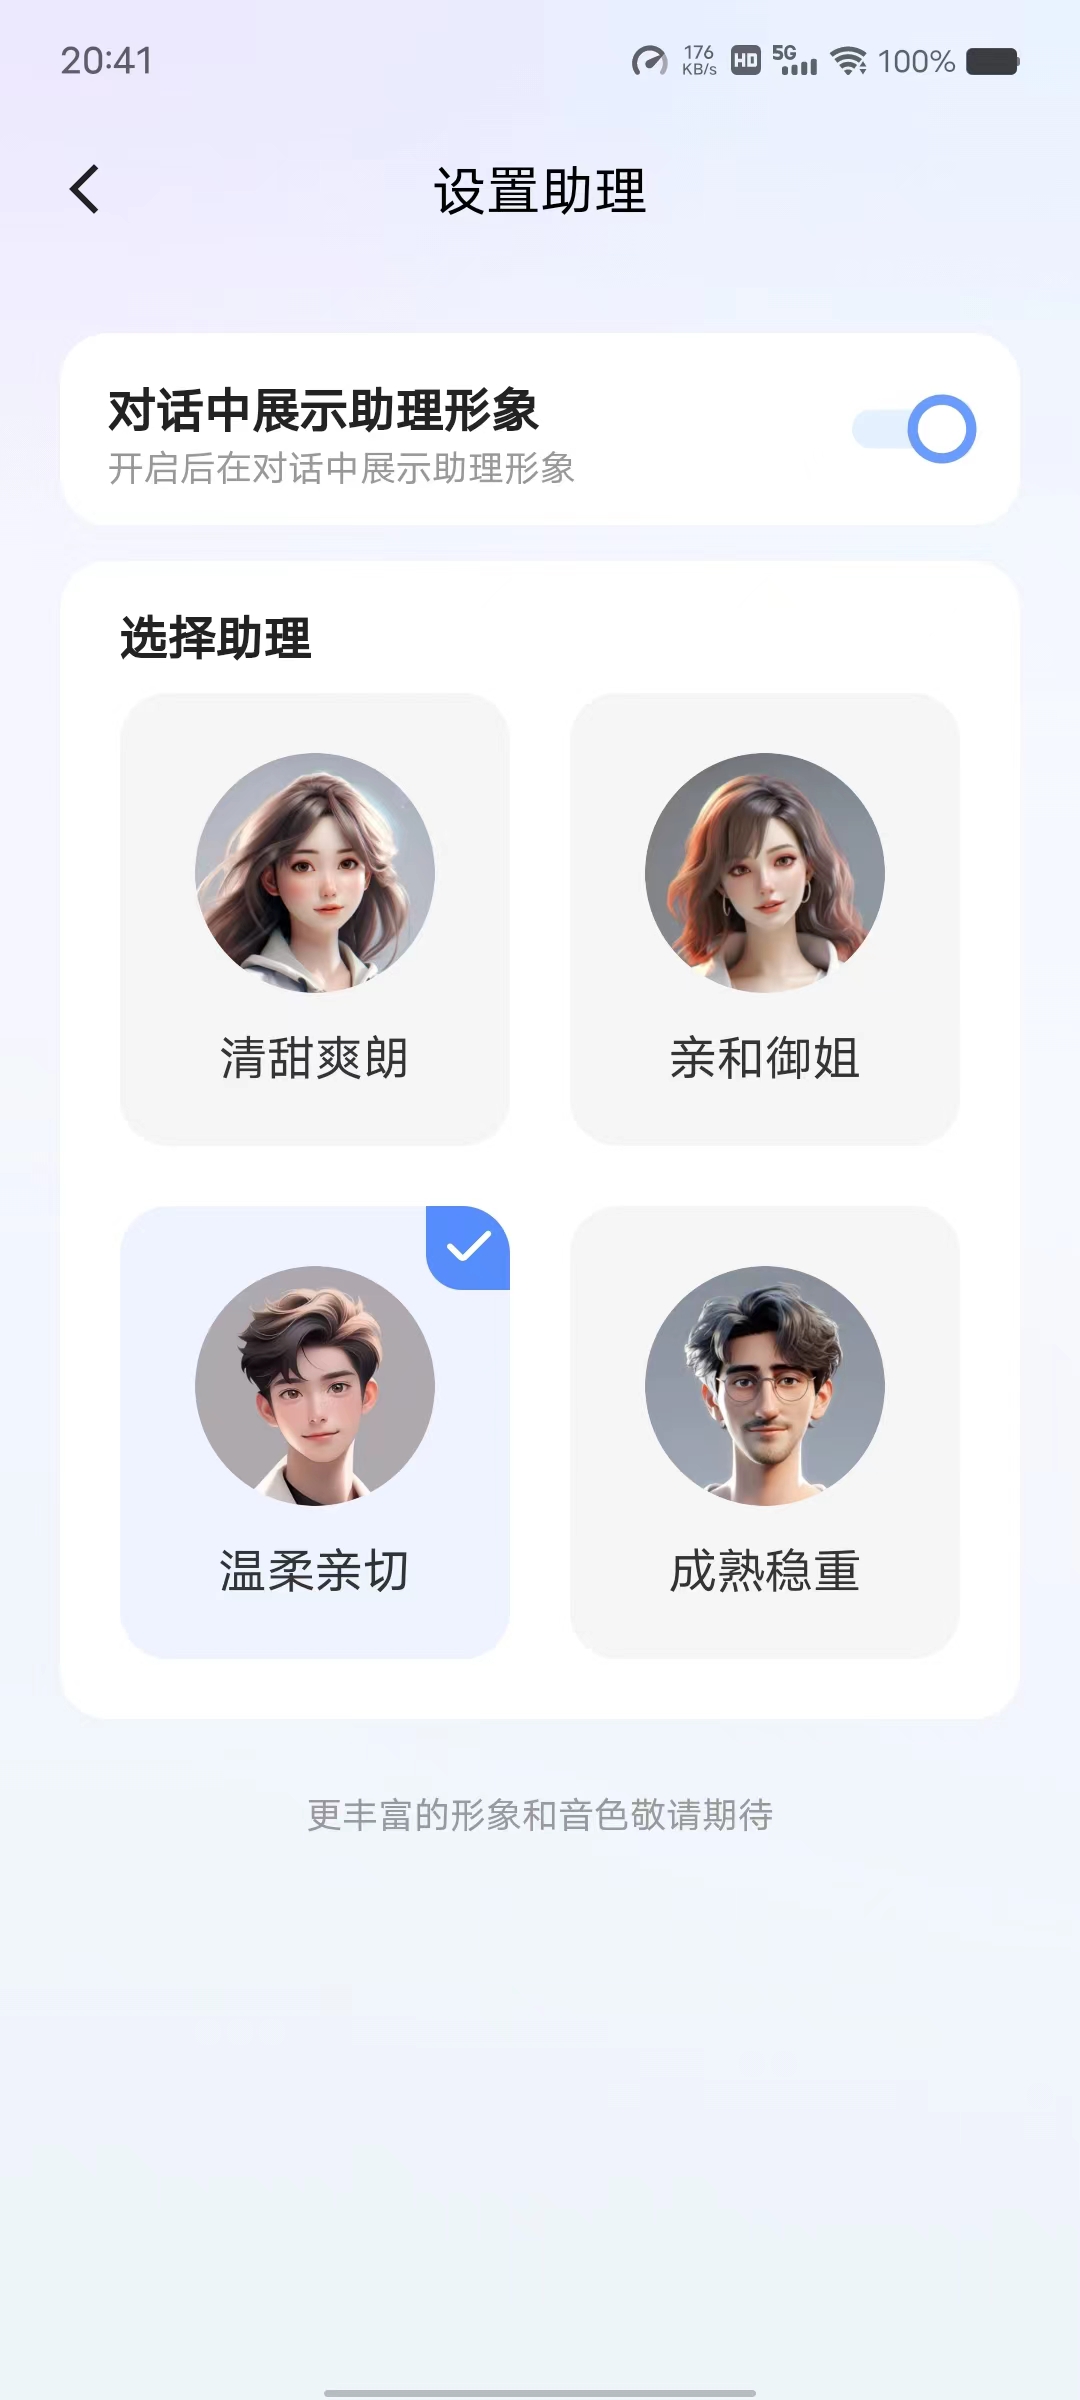 20:41
176 KB/s HD 5G 100%
设置助理
对话中展示助理形象
开启后在对话中展示助理形象
选择助理
清甜爽朗
亲和御姐
温柔亲切
成熟稳重
更丰富的形象和音色敬请期待